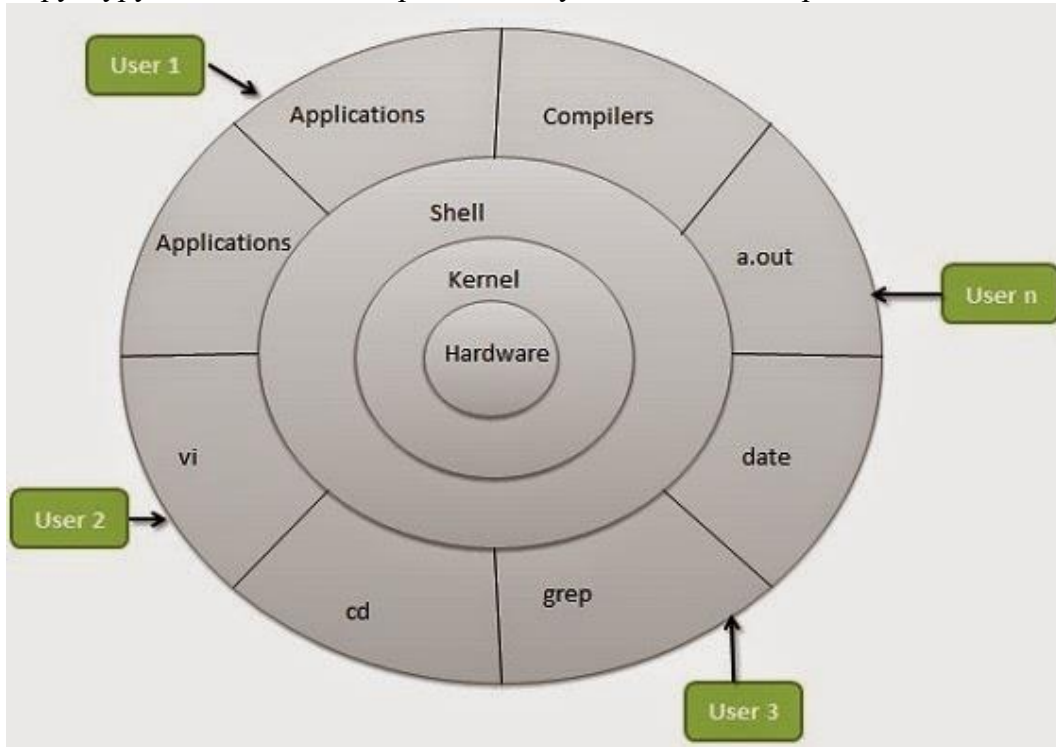 User 1
Applications
Compilers
Shell
Applications
a.out
Kernel
User n
Hardware
vi
date
User 2
cd
grep
User 3